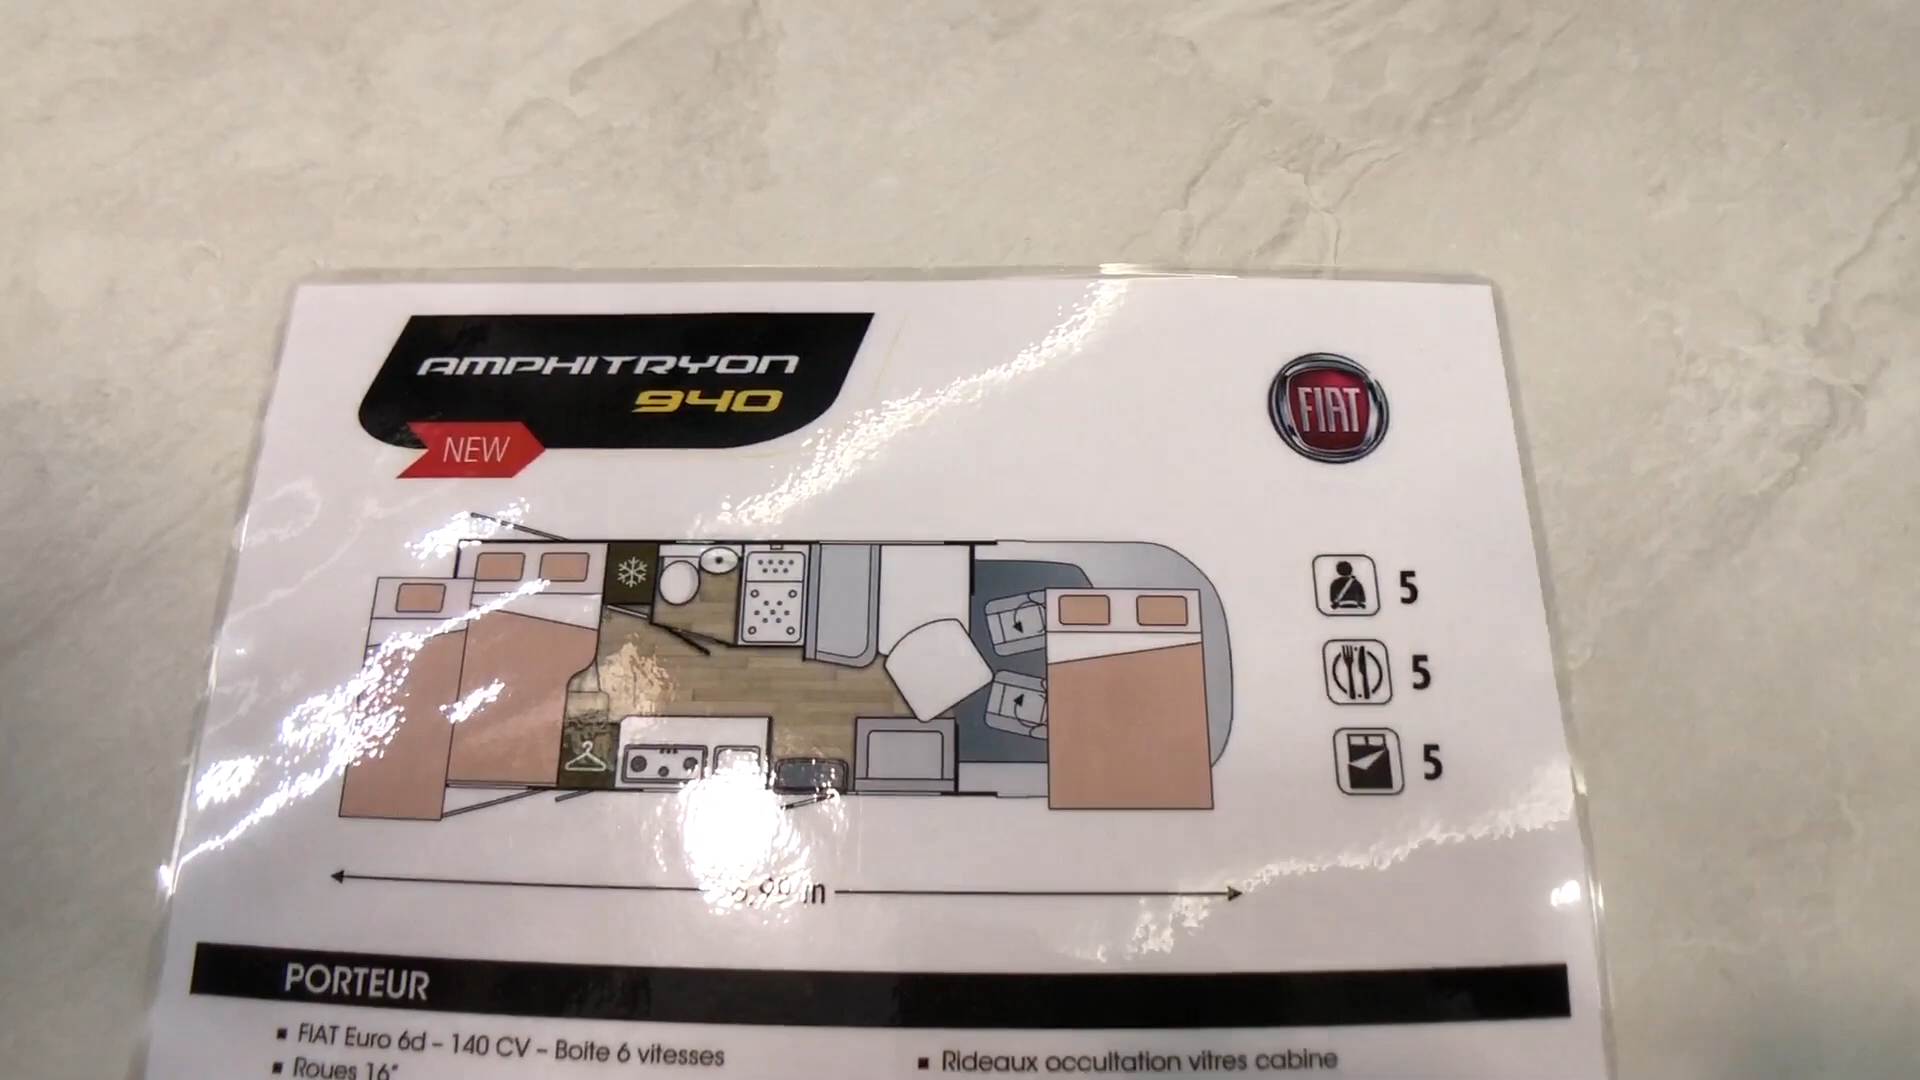 AMPHITRYON
940
NEW
FIAT
5
5
5
m
PORTEUR
▪ FIAT Euro 6d – 140 CV – Boite 6 vitesses
▪ Roues 16"
▪ Rideaux occultation vitres cabine